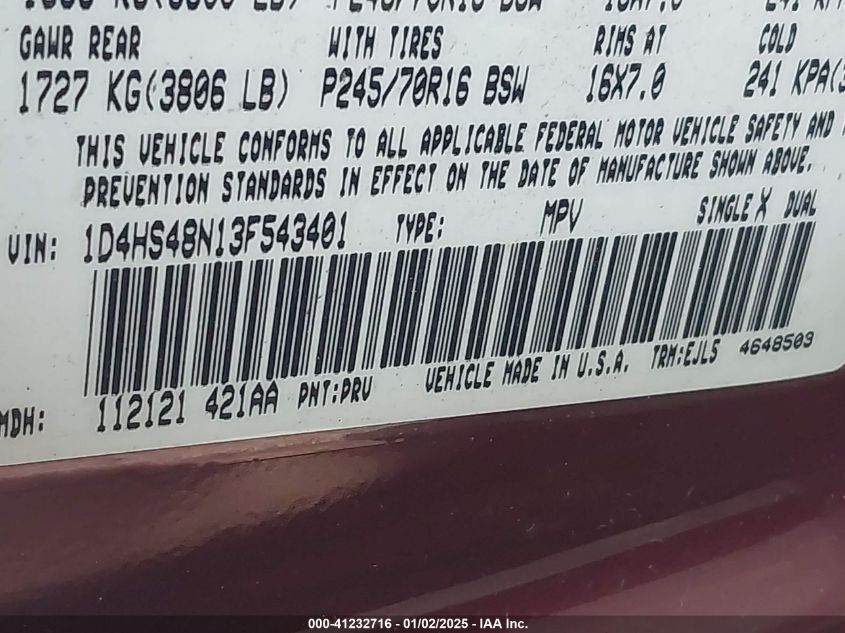 GAWR REAR WITH TIRES RIMS AT COLD
1727 KG(3806 LB) P245/70R16 BSW 16X7.0 241 KPA(3
THIS VEHICLE CONFORMS TO ALL APPLICABLE FEDERAL MOTOR VEHICLE SAFETY AND
PREVENTION STANDARDS IN EFFECT ON THE DATE OF MANUFACTURE SHOWN ABOVE.
VIN: 1D4HS48N13F543401 TYPE: MPV SINGLE X DUAL
MDH: 112121 421AA PNT:PRV VEHICLE MADE IN U.S.A. TRM:EJL5 4648503
000-41232716 - 01/02/2025 - IAA Inc.